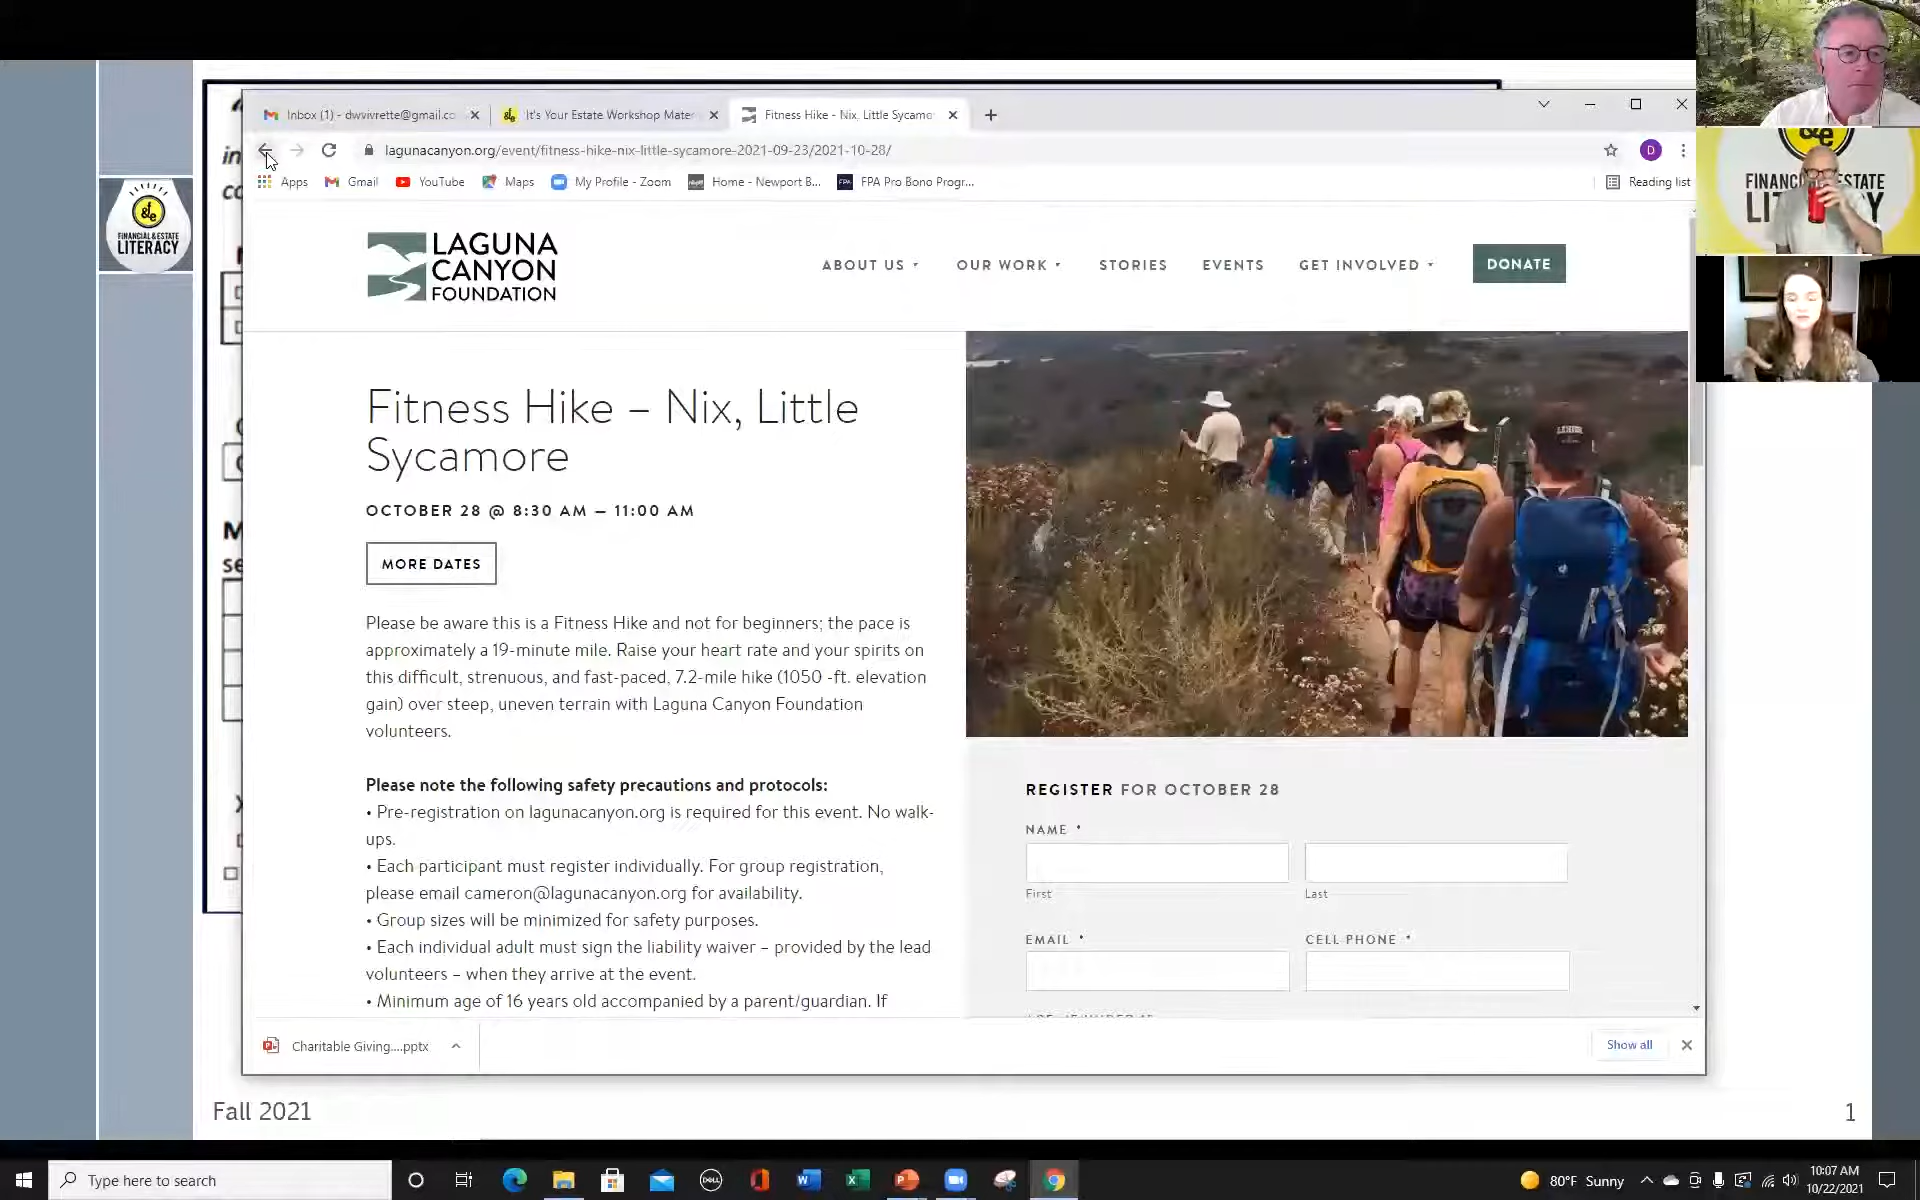 Inbox (1) - dwvivrette@gmail.co
It's Your Estate Workshop Mater
Fitness Hike - Nix, Little Sycamo
lagunacanyon.org/event/fitness-hike-nix-little-sycamore-2021-09-23/2021-10-28/
Apps
Gmail
YouTube
Maps
My Profile - Zoom
Home - Newport B...
FPA Pro Bono Progr...
Reading list
D
f&e
FINANCIAL & ESTATE
LITERACY
LAGUNA
CANYON
FOUNDATION
ABOUT US
OUR WORK
STORIES
EVENTS
GET INVOLVED
DONATE
Fitness Hike – Nix, Little
Sycamore
OCTOBER 28 @ 8:30 AM — 11:00 AM
MORE DATES
Please be aware this is a Fitness Hike and not for beginners; the pace is
approximately a 19-minute mile. Raise your heart rate and your spirits on
this difficult, strenuous, and fast-paced, 7.2-mile hike (1050 -ft. elevation
gain) over steep, uneven terrain with Laguna Canyon Foundation
volunteers.
Please note the following safety precautions and protocols:
• Pre-registration on lagunacanyon.org is required for this event. No walk-
ups.
• Each participant must register individually. For group registration,
please email cameron@lagunacanyon.org for availability.
• Group sizes will be minimized for safety purposes.
• Each individual adult must sign the liability waiver – provided by the lead
volunteers – when they arrive at the event.
• Minimum age of 16 years old accompanied by a parent/guardian. If
REGISTER FOR OCTOBER 28
NAME *
First
Last
EMAIL *
CELL PHONE *
Charitable Giving....pptx
Show all
Fall 2021
1
Type here to search
80°F Sunny
10:07 AM
10/22/2021